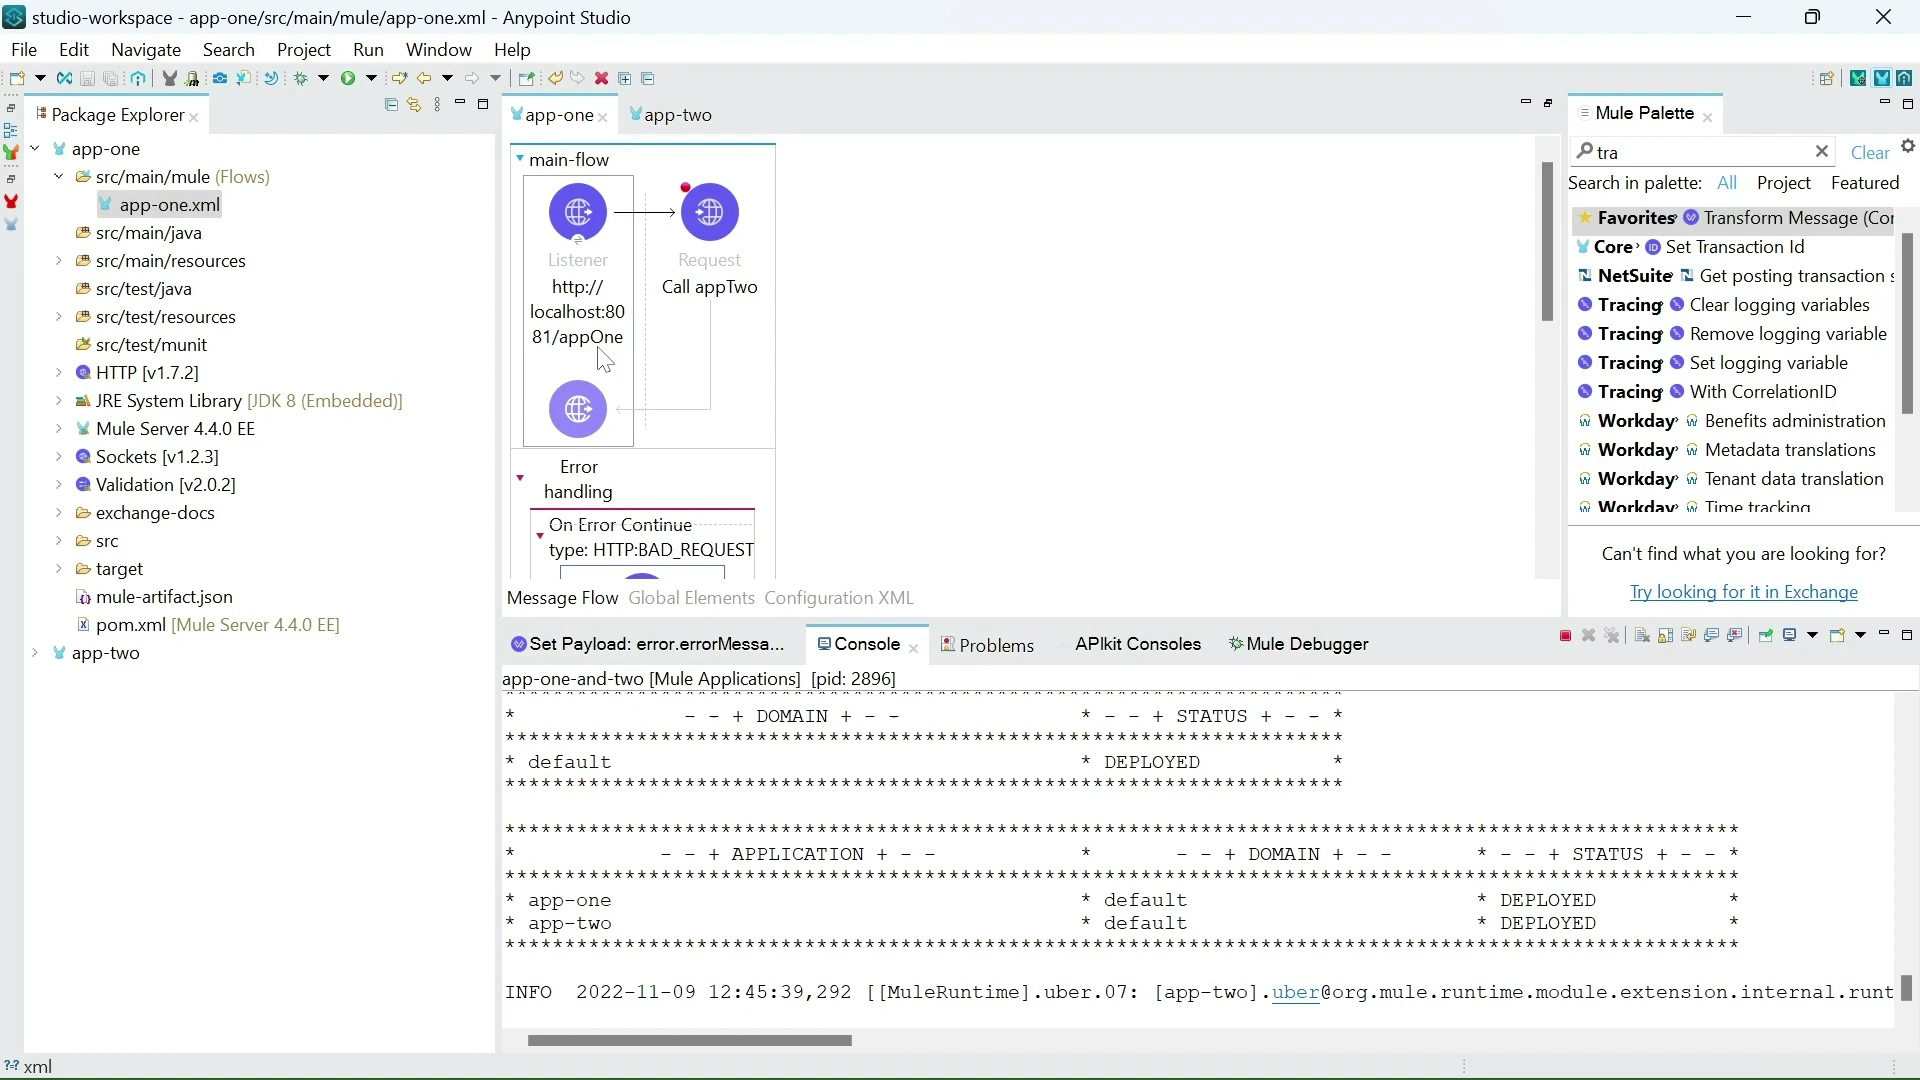 studio-workspace - app-one/src/main/mule/app-one.xml - Anypoint Studio
File Edit Navigate Search Project Run Window Help
Package Explorer
app-one
src/main/mule (Flows)
app-one.xml
src/main/java
src/main/resources
src/test/java
src/test/resources
src/test/munit
HTTP [v1.7.2]
JRE System Library [JDK 8 (Embedded)]
Mule Server 4.4.0 EE
Sockets [v1.2.3]
Validation [v2.0.2]
exchange-docs
src
target
mule-artifact.json
pom.xml [Mule Server 4.4.0 EE]
app-two
app-one
app-two
main-flow
Listener
http://
localhost:80
81/appOne
Request
Call appTwo
Error
handling
On Error Continue
type: HTTP:BAD_REQUEST
Message Flow Global Elements Configuration XML
Mule Palette
tra
Clear
Search in palette: All Project Featured
Favorites Transform Message (Cor
Core Set Transaction Id
NetSuite Get posting transaction s
Tracing Clear logging variables
Tracing Remove logging variable
Tracing Set logging variable
Tracing With CorrelationID
Workday Benefits administration
Workday Metadata translations
Workday Tenant data translation
Workday Time tracking
Can't find what you are looking for?
Try looking for it in Exchange
Set Payload: error.errorMessa... Console Problems APIkit Consoles Mule Debugger
app-one-and-two [Mule Applications] [pid: 2896]
*********************************************************************
* - - + DOMAIN + - - * - - + STATUS + - - *
*********************************************************************
* default * DEPLOYED *
*********************************************************************
*******************************************************************************************************
* - - + APPLICATION + - - * - - + DOMAIN + - - * - - + STATUS + - - *
*******************************************************************************************************
* app-one * default * DEPLOYED *
* app-two * default * DEPLOYED *
*******************************************************************************************************
INFO 2022-11-09 12:45:39,292 [[MuleRuntime].uber.07: [app-two].uber@org.mule.runtime.module.extension.internal.runt
xml